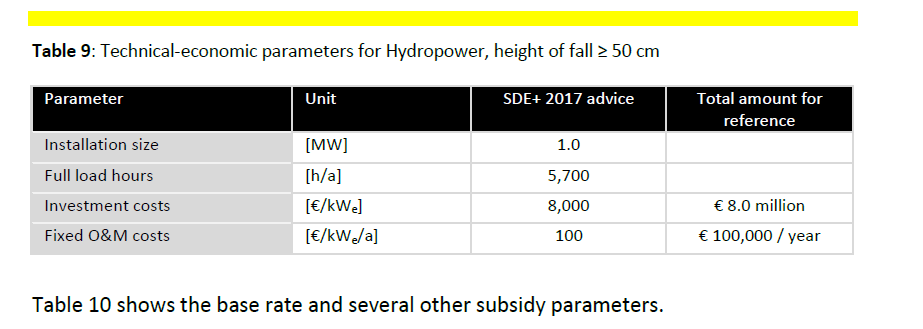 Table 9: Technical-economic parameters for Hydropower, height of fall ≥ 50 cm
Parameter Unit SDE+ 2017 advice Total amount for reference
Installation size [MW] 1.0
Full load hours [h/a] 5,700
Investment costs [€/kWₑ] 8,000 € 8.0 million
Fixed O&M costs [€/kWₑ/a] 100 € 100,000 / year
Table 10 shows the base rate and several other subsidy parameters.